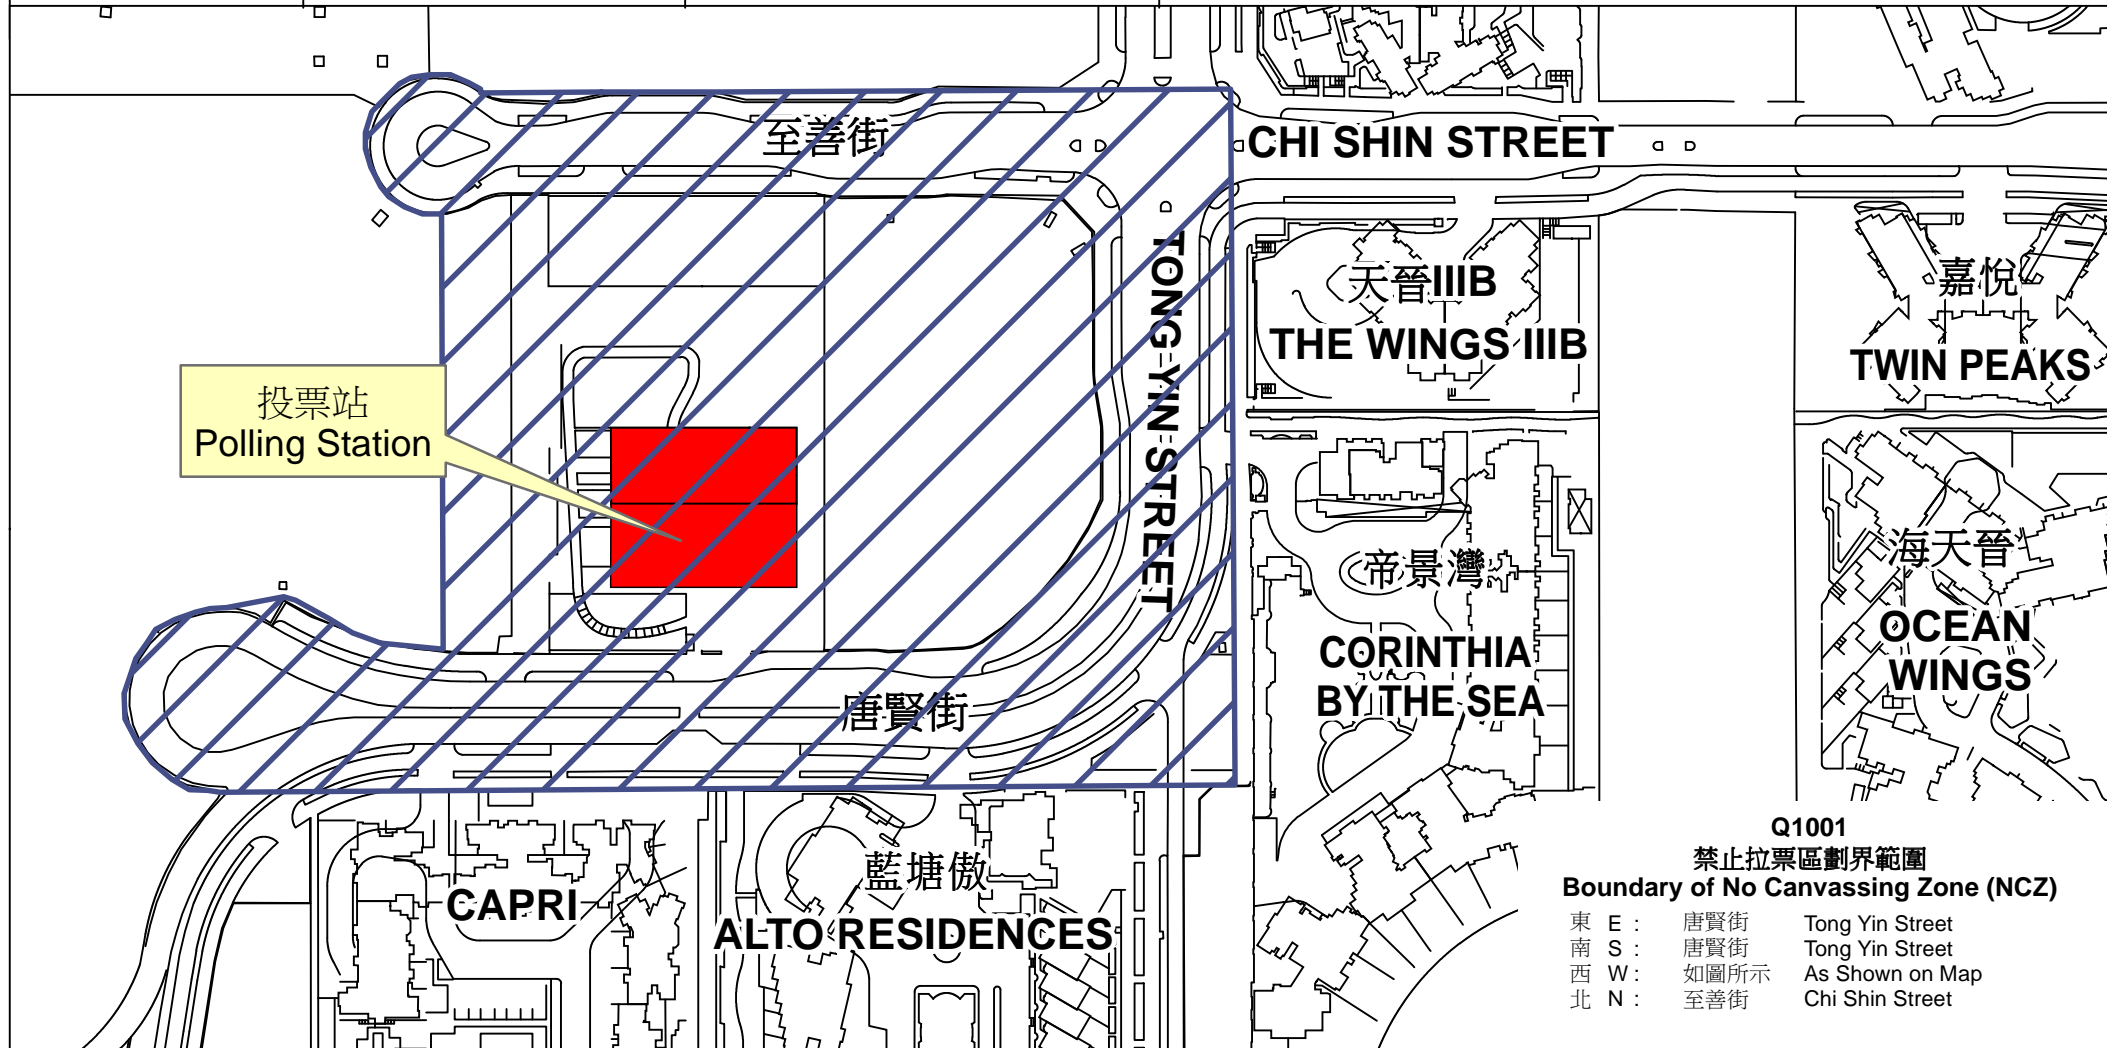 至善街
CHI SHIN STREET
TONG YIN STREET
天晉IIIB
THE WINGS IIIB
嘉悅
TWIN PEAKS
投票站
Polling Station
帝景灣
CORINTHIA
BY THE SEA
海天晉
OCEAN
WINGS
唐賢街
CAPRI
藍塘傲
ALTO RESIDENCES
Q1001
禁止拉票區劃界範圍
Boundary of No Canvassing Zone (NCZ)
東 E : 唐賢街 Tong Yin Street
南 S : 唐賢街 Tong Yin Street
西 W : 如圖所示 As Shown on Map
北 N : 至善街 Chi Shin Street